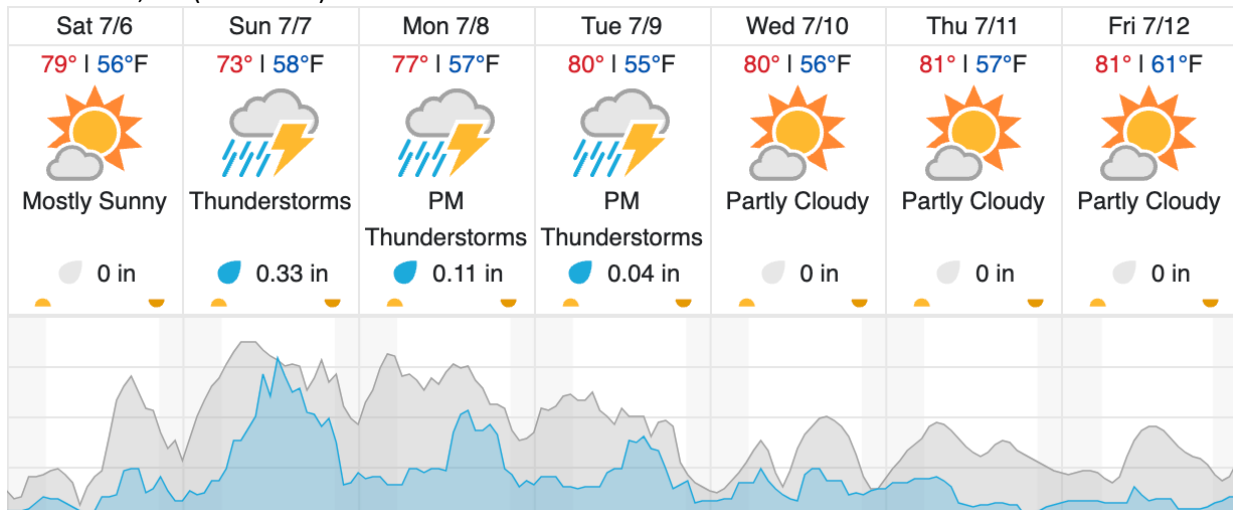 Sat 7/6 Sun 7/7 Mon 7/8 Tue 7/9 Wed 7/10 Thu 7/11 Fri 7/12
79° | 56°F 73° | 58°F 77° | 57°F 80° | 55°F 80° | 56°F 81° | 57°F 81° | 61°F
Mostly Sunny Thunderstorms PM PM Partly Cloudy Partly Cloudy Partly Cloudy
Thunderstorms Thunderstorms
0 in 0.33 in 0.11 in 0.04 in 0 in 0 in 0 in